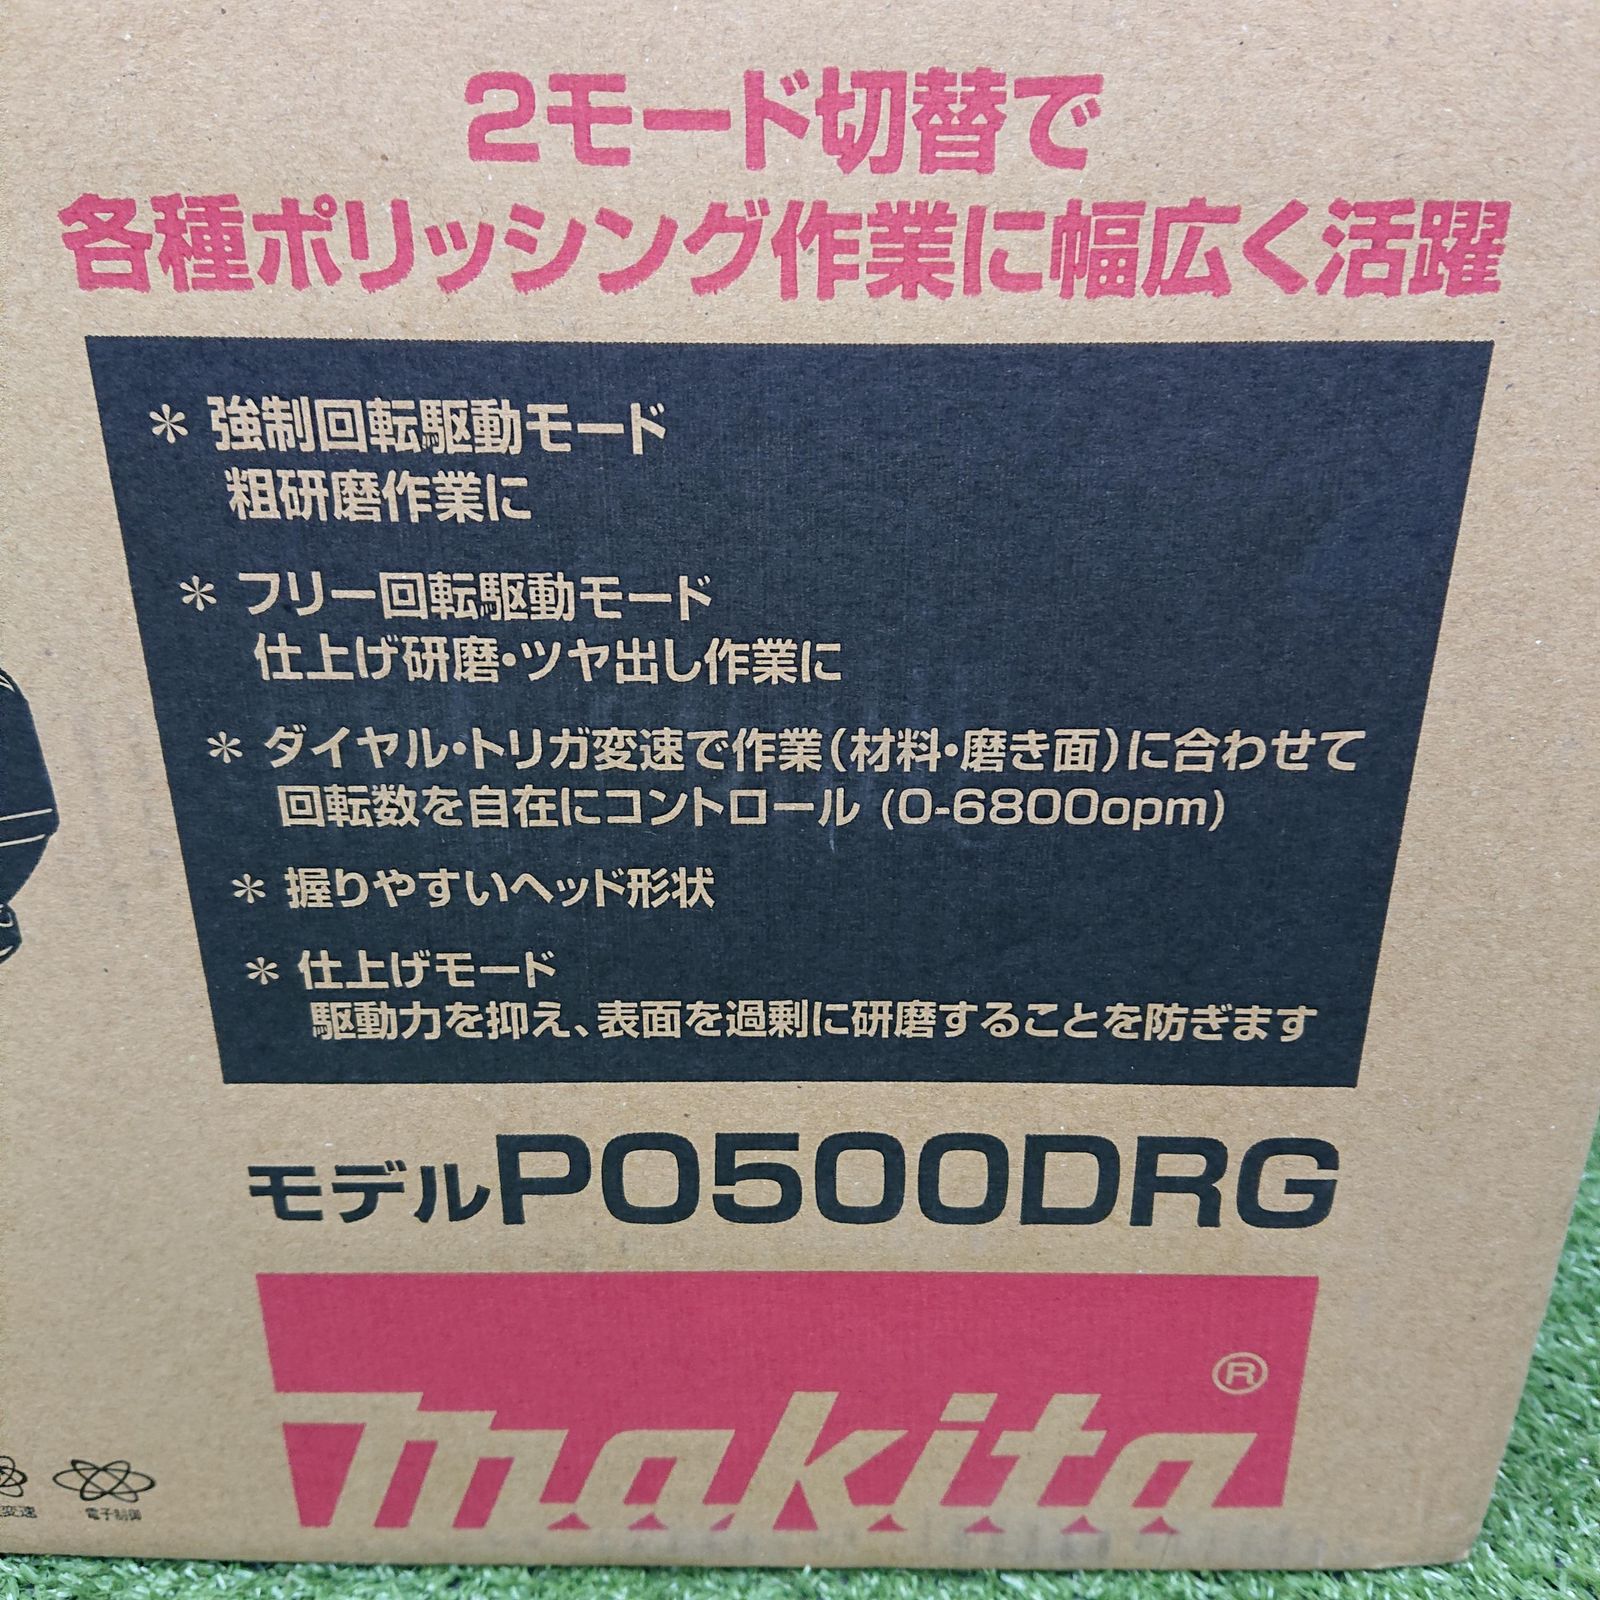 2モード切替で
各種ポリッシング作業に幅広く活躍
* 強制回転駆動モード
粗研磨作業に
* フリー回転駆動モード
仕上げ研磨・ツヤ出し作業に
* ダイヤル・トリガ変速で作業(材料・磨き面)に合わせて
回転数を自在にコントロール (0-6800opm)
* 握りやすいヘッド形状
* 仕上げモード
駆動力を抑え、表面を過剰に研磨することを防ぎます
モデルPO500DRG
makita®
変速 電子制御